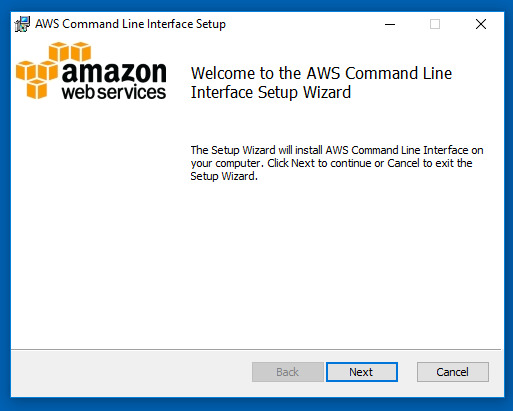 AWS Command Line Interface Setup
amazon
web services
Welcome to the AWS Command Line
Interface Setup Wizard
The Setup Wizard will install AWS Command Line Interface on
your computer. Click Next to continue or Cancel to exit the
Setup Wizard.
Back Next Cancel